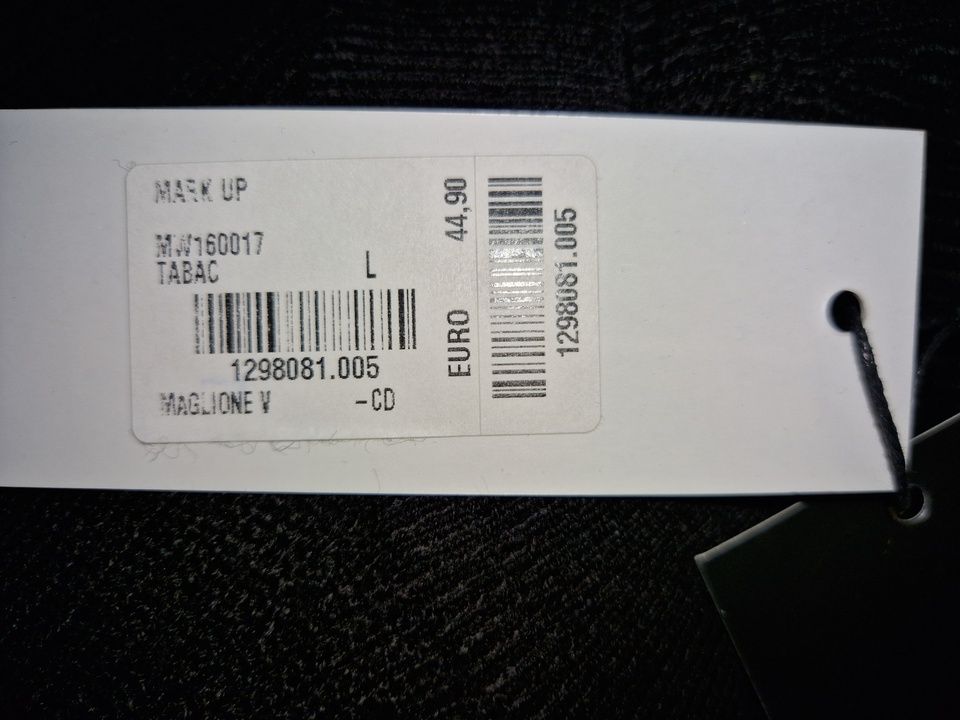 MARK UP
MW160017
TABAC L
1298081.005
MAGLIONE V -CD
EURO 44,90
1298081.005